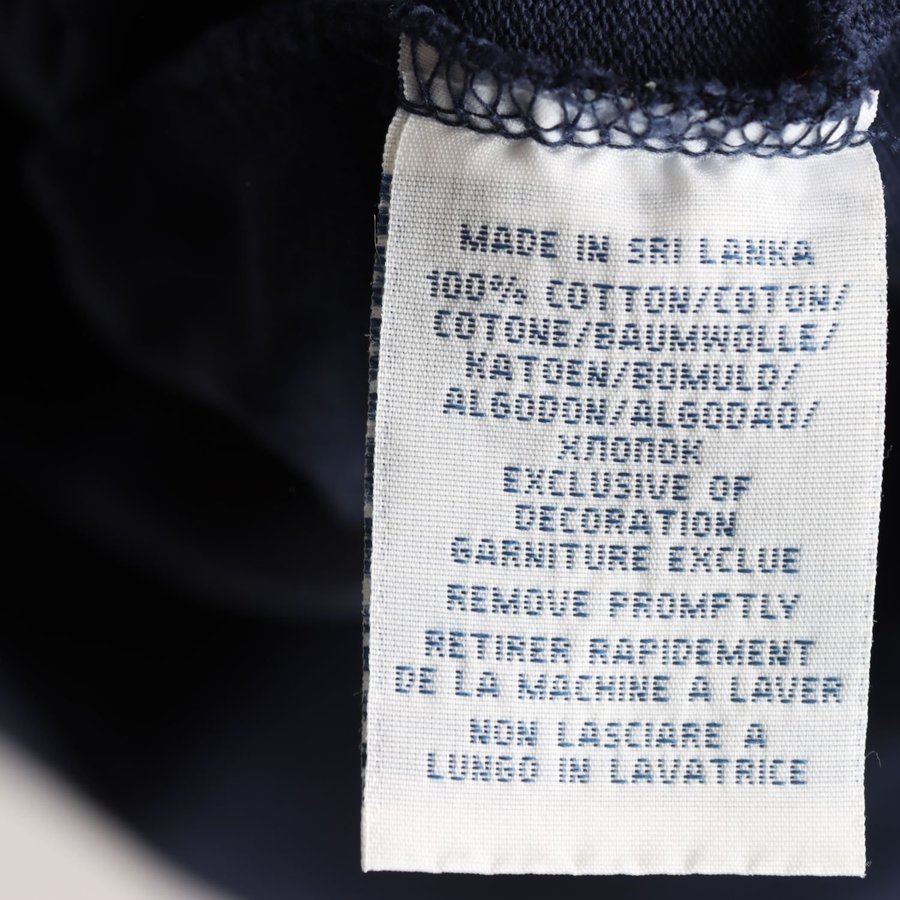 MADE IN SRI LANKA
100% COTTON/COTON/
COTONE/BAUMWOLLE/
KATOEN/BOMULD/
ALGODON/ALGODAO/
ХЛОПОК
EXCLUSIVE OF
DECORATION
GARNITURE EXCLUE
REMOVE PROMPTLY
RETIRER RAPIDEMENT
DE LA MACHINE A LAVER
NON LASCIARE A
LUNGO IN LAVATRICE